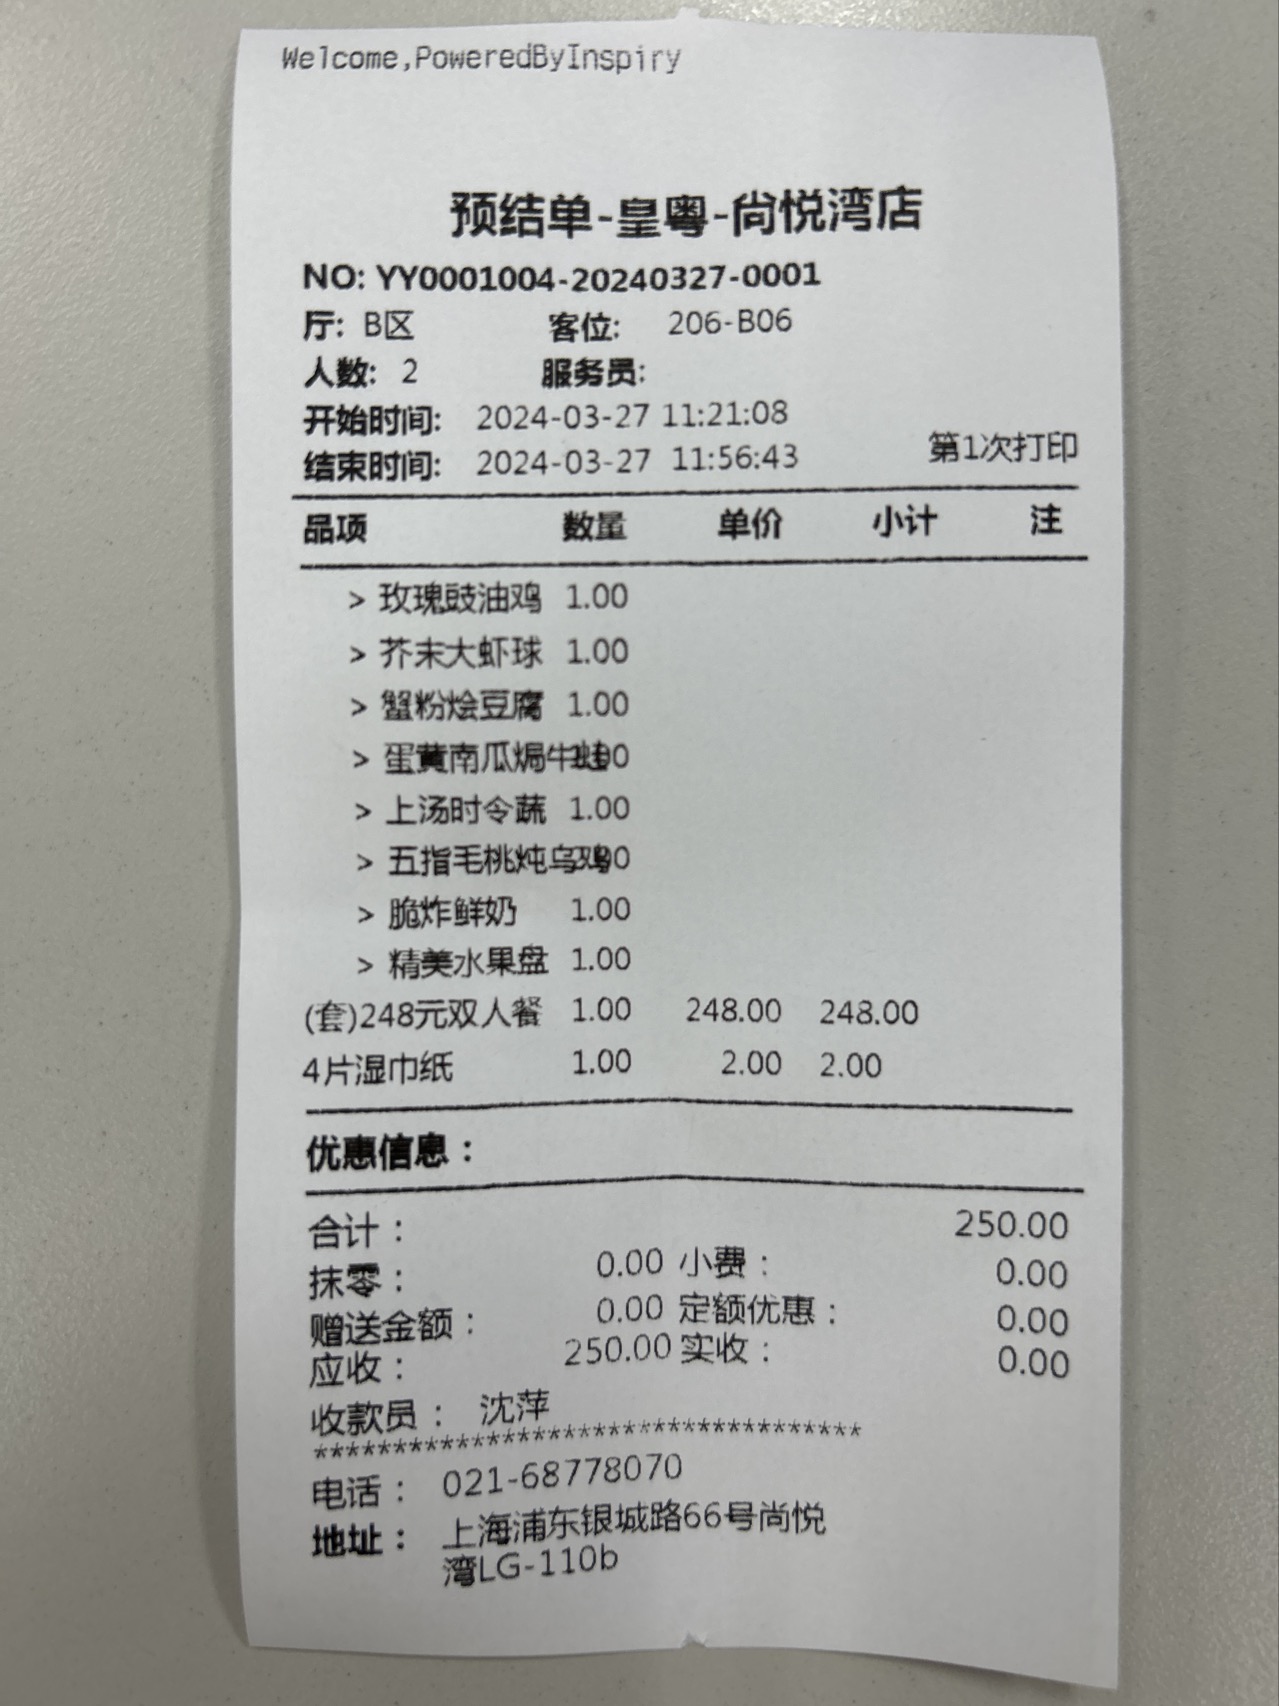 Welcome,PoweredByInspiry
预结单-皇粤-尚悦湾店
NO: YY0001004-20240327-0001
厅: B区 客位: 206-B06
人数: 2 服务员:
开始时间: 2024-03-27 11:21:08
第1次打印
结束时间: 2024-03-27 11:56:43
品项 数量 单价 小计 注
> 玫瑰豉油鸡 1.00
> 芥末大虾球 1.00
> 蟹粉烩豆腐 1.00
> 蛋黄南瓜焗牛蛙
> 上汤时令蔬 1.00
> 五指毛桃炖乌鸡
> 脆炸鲜奶 1.00
> 精美水果盘 1.00
(套)248元双人餐 1.00 248.00 248.00
4片湿巾纸 1.00 2.00 2.00
优惠信息：
合计： 250.00
抹零： 0.00 小费： 0.00
赠送金额： 0.00 定额优惠： 0.00
应收： 250.00 实收： 0.00
收款员： 沈萍
***********************************
电话： 021-68778070
地址： 上海浦东银城路66号尚悦
湾LG-110b